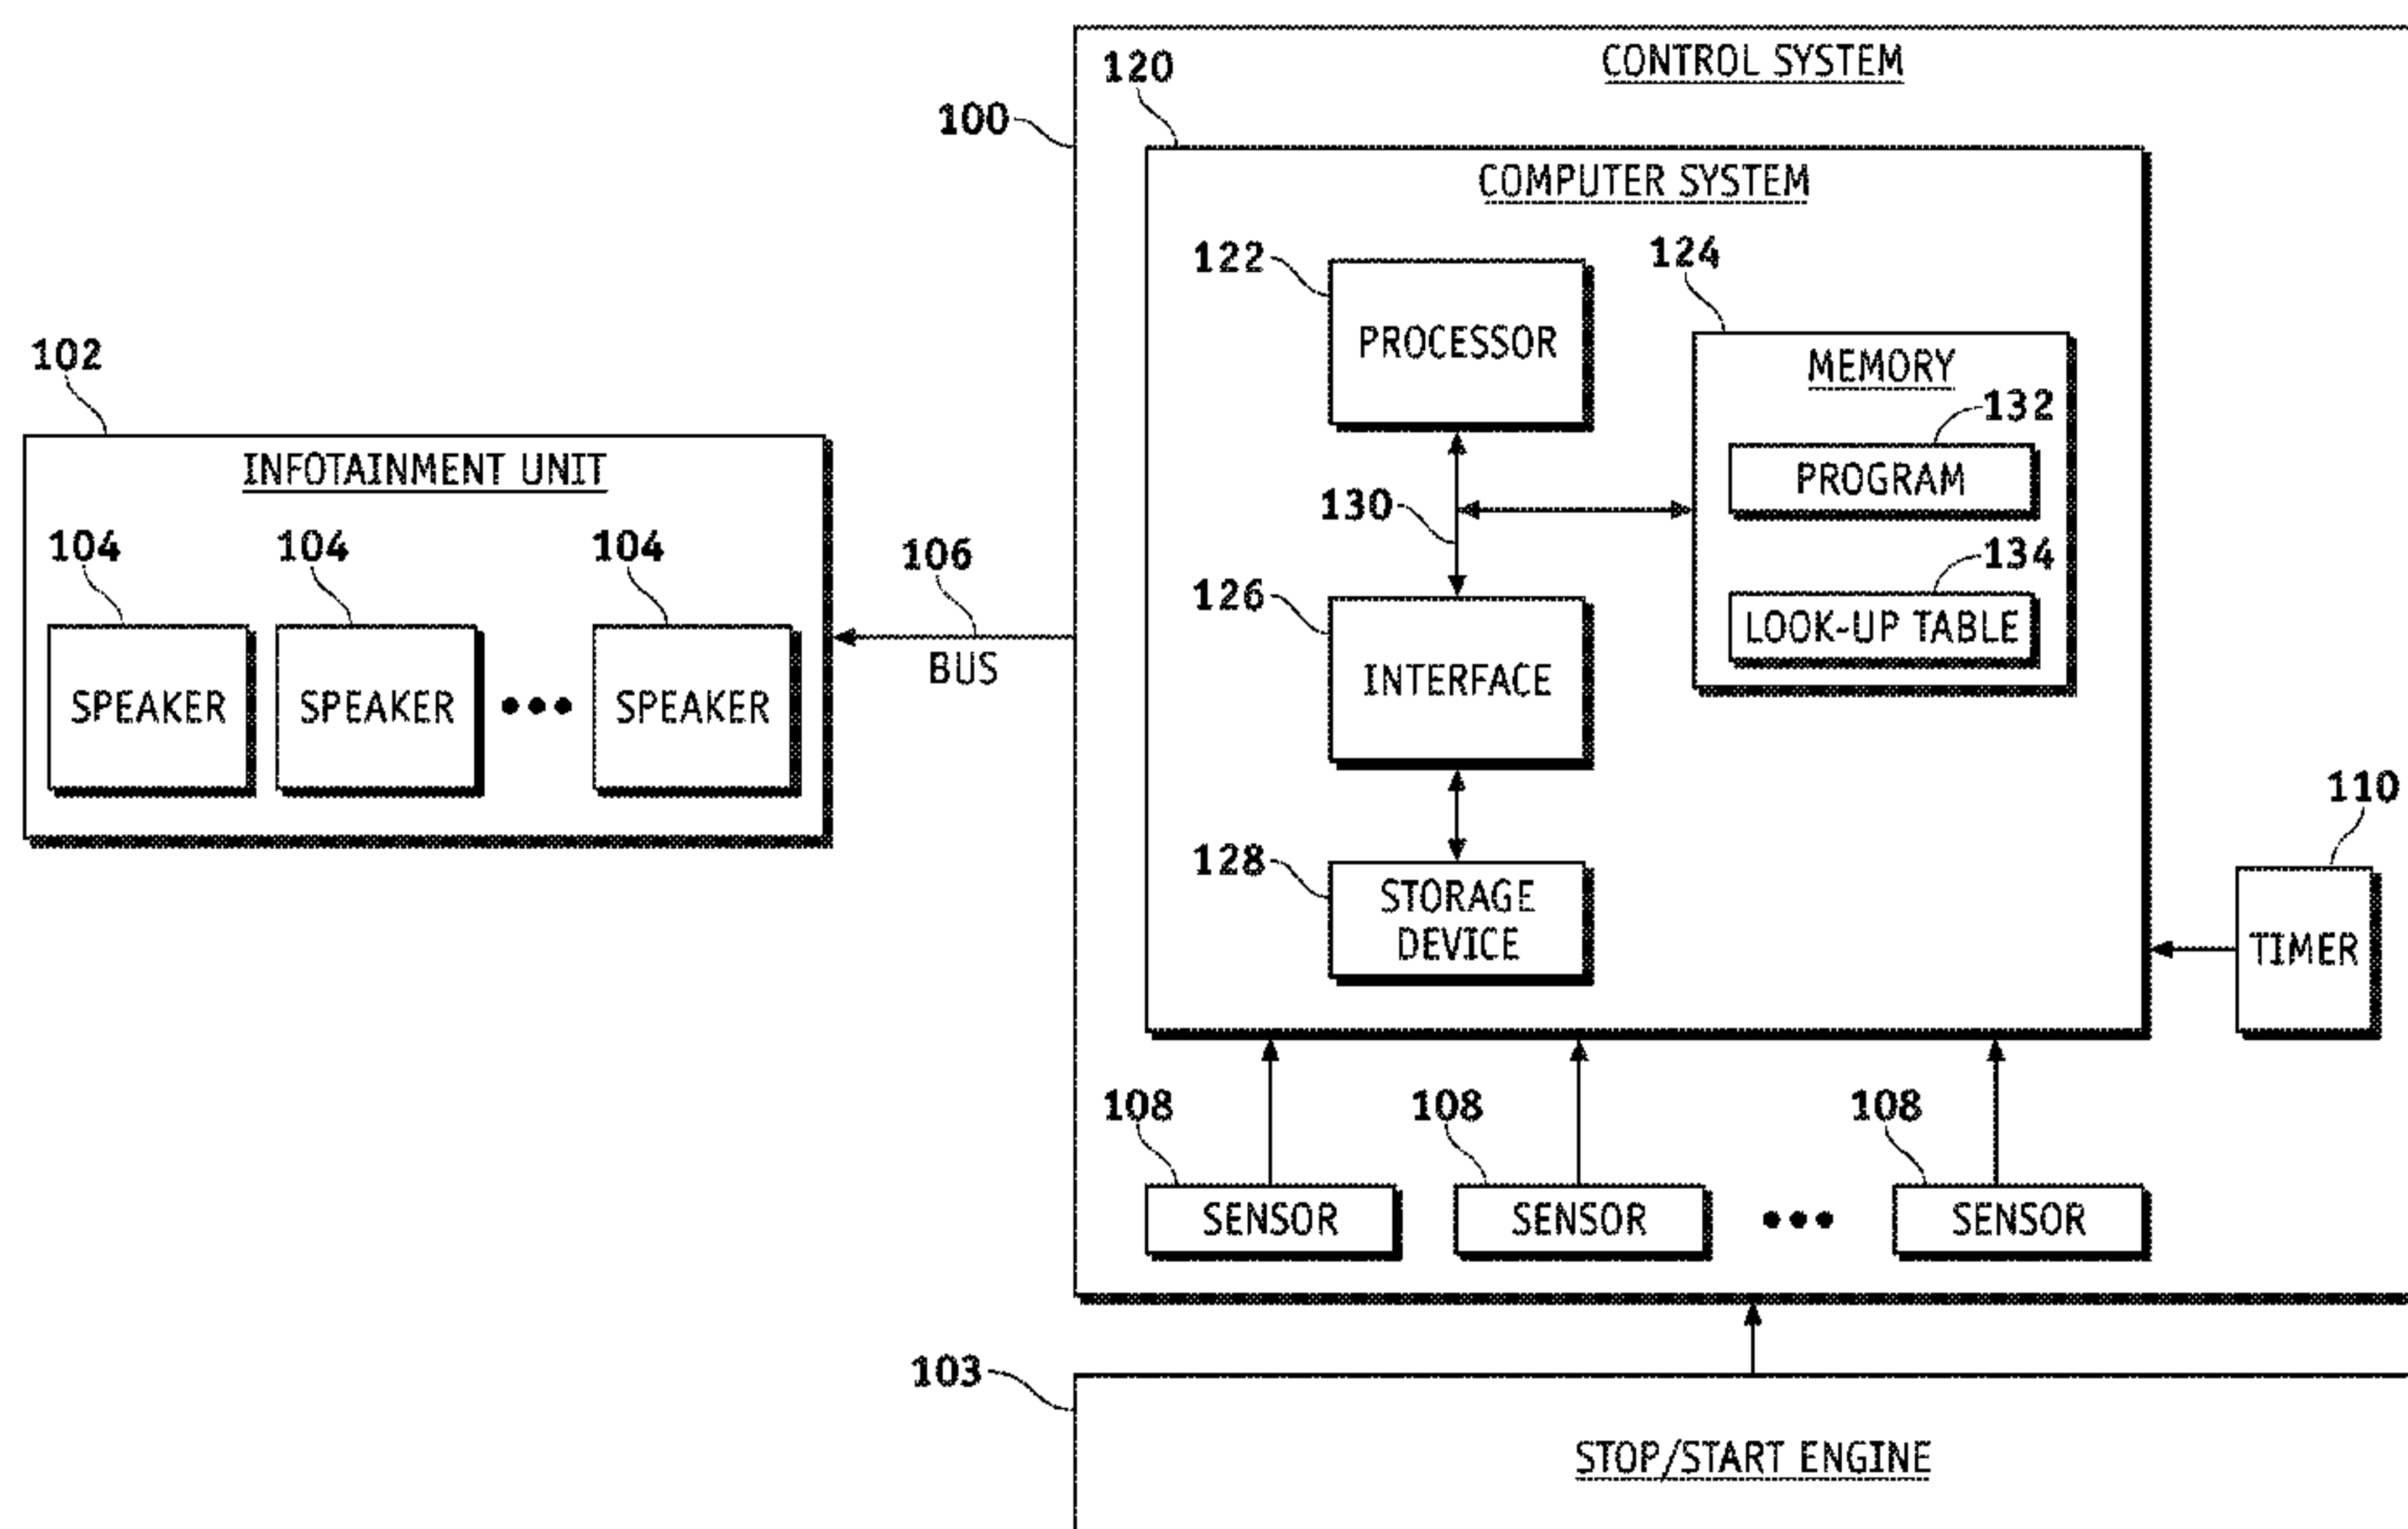 CONTROL SYSTEM
120
100
COMPUTER SYSTEM
122
PROCESSOR
124
MEMORY
132
PROGRAM
134
LOOK-UP TABLE
130
126
INTERFACE
128
STORAGE
DEVICE
102
INFOTAINMENT UNIT
104 104 104
SPEAKER SPEAKER ••• SPEAKER
106
BUS
110
TIMER
108 108 108
SENSOR SENSOR ••• SENSOR
103
STOP/START ENGINE